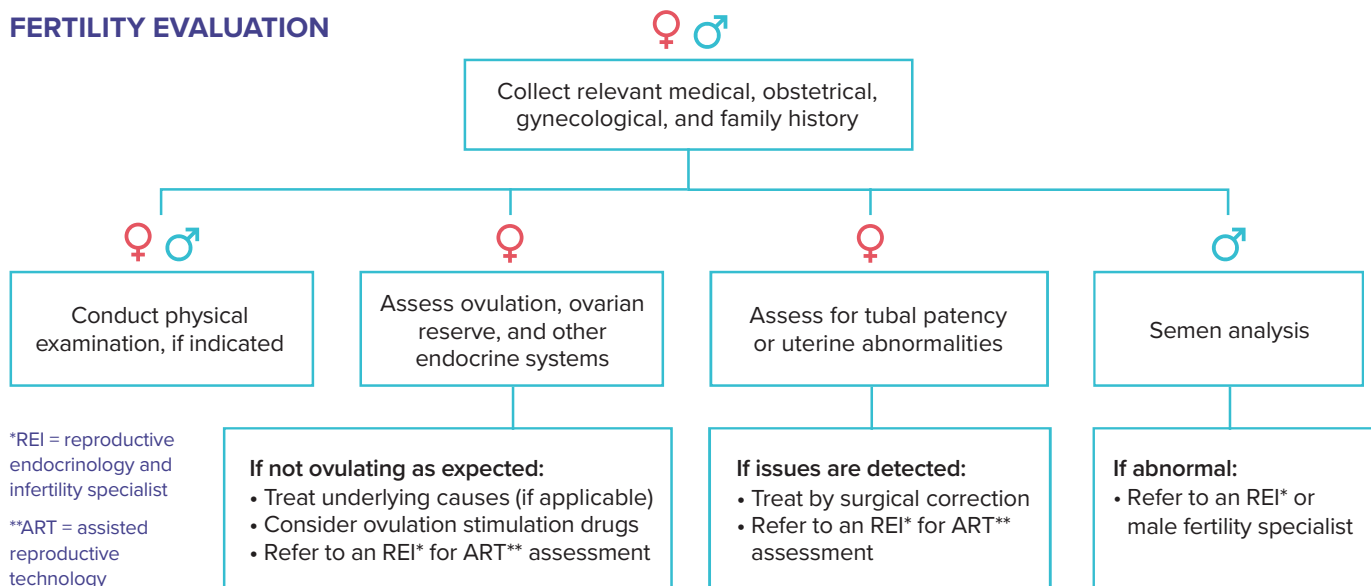 FERTILITY EVALUATION
Collect relevant medical, obstetrical,
gynecological, and family history
Conduct physical
examination, if indicated
Assess ovulation, ovarian
reserve, and other
endocrine systems
Assess for tubal patency
or uterine abnormalities
Semen analysis
*REI = reproductive
endocrinology and
infertility specialist
**ART = assisted
reproductive
technology
If not ovulating as expected:
• Treat underlying causes (if applicable)
• Consider ovulation stimulation drugs
• Refer to an REI* for ART** assessment
If issues are detected:
• Treat by surgical correction
• Refer to an REI* for ART**
assessment
If abnormal:
• Refer to an REI* or
male fertility specialist